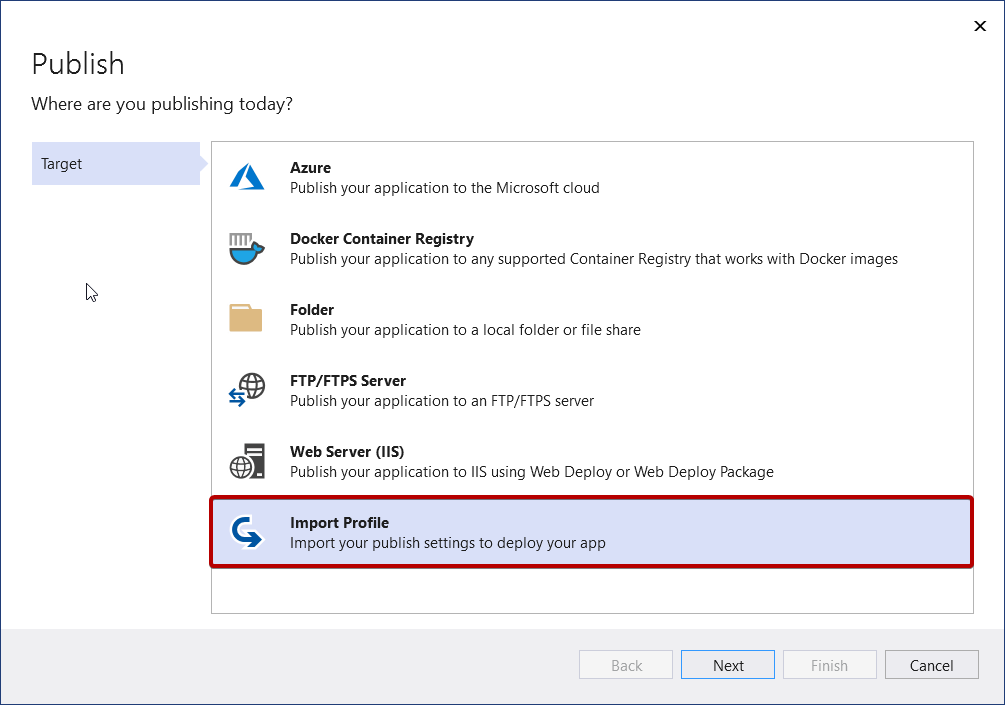 Publish
Where are you publishing today?
Target
Azure
Publish your application to the Microsoft cloud
Docker Container Registry
Publish your application to any supported Container Registry that works with Docker images
Folder
Publish your application to a local folder or file share
FTP/FTPS Server
Publish your application to an FTP/FTPS server
Web Server (IIS)
Publish your application to IIS using Web Deploy or Web Deploy Package
Import Profile
Import your publish settings to deploy your app
Back
Next
Finish
Cancel